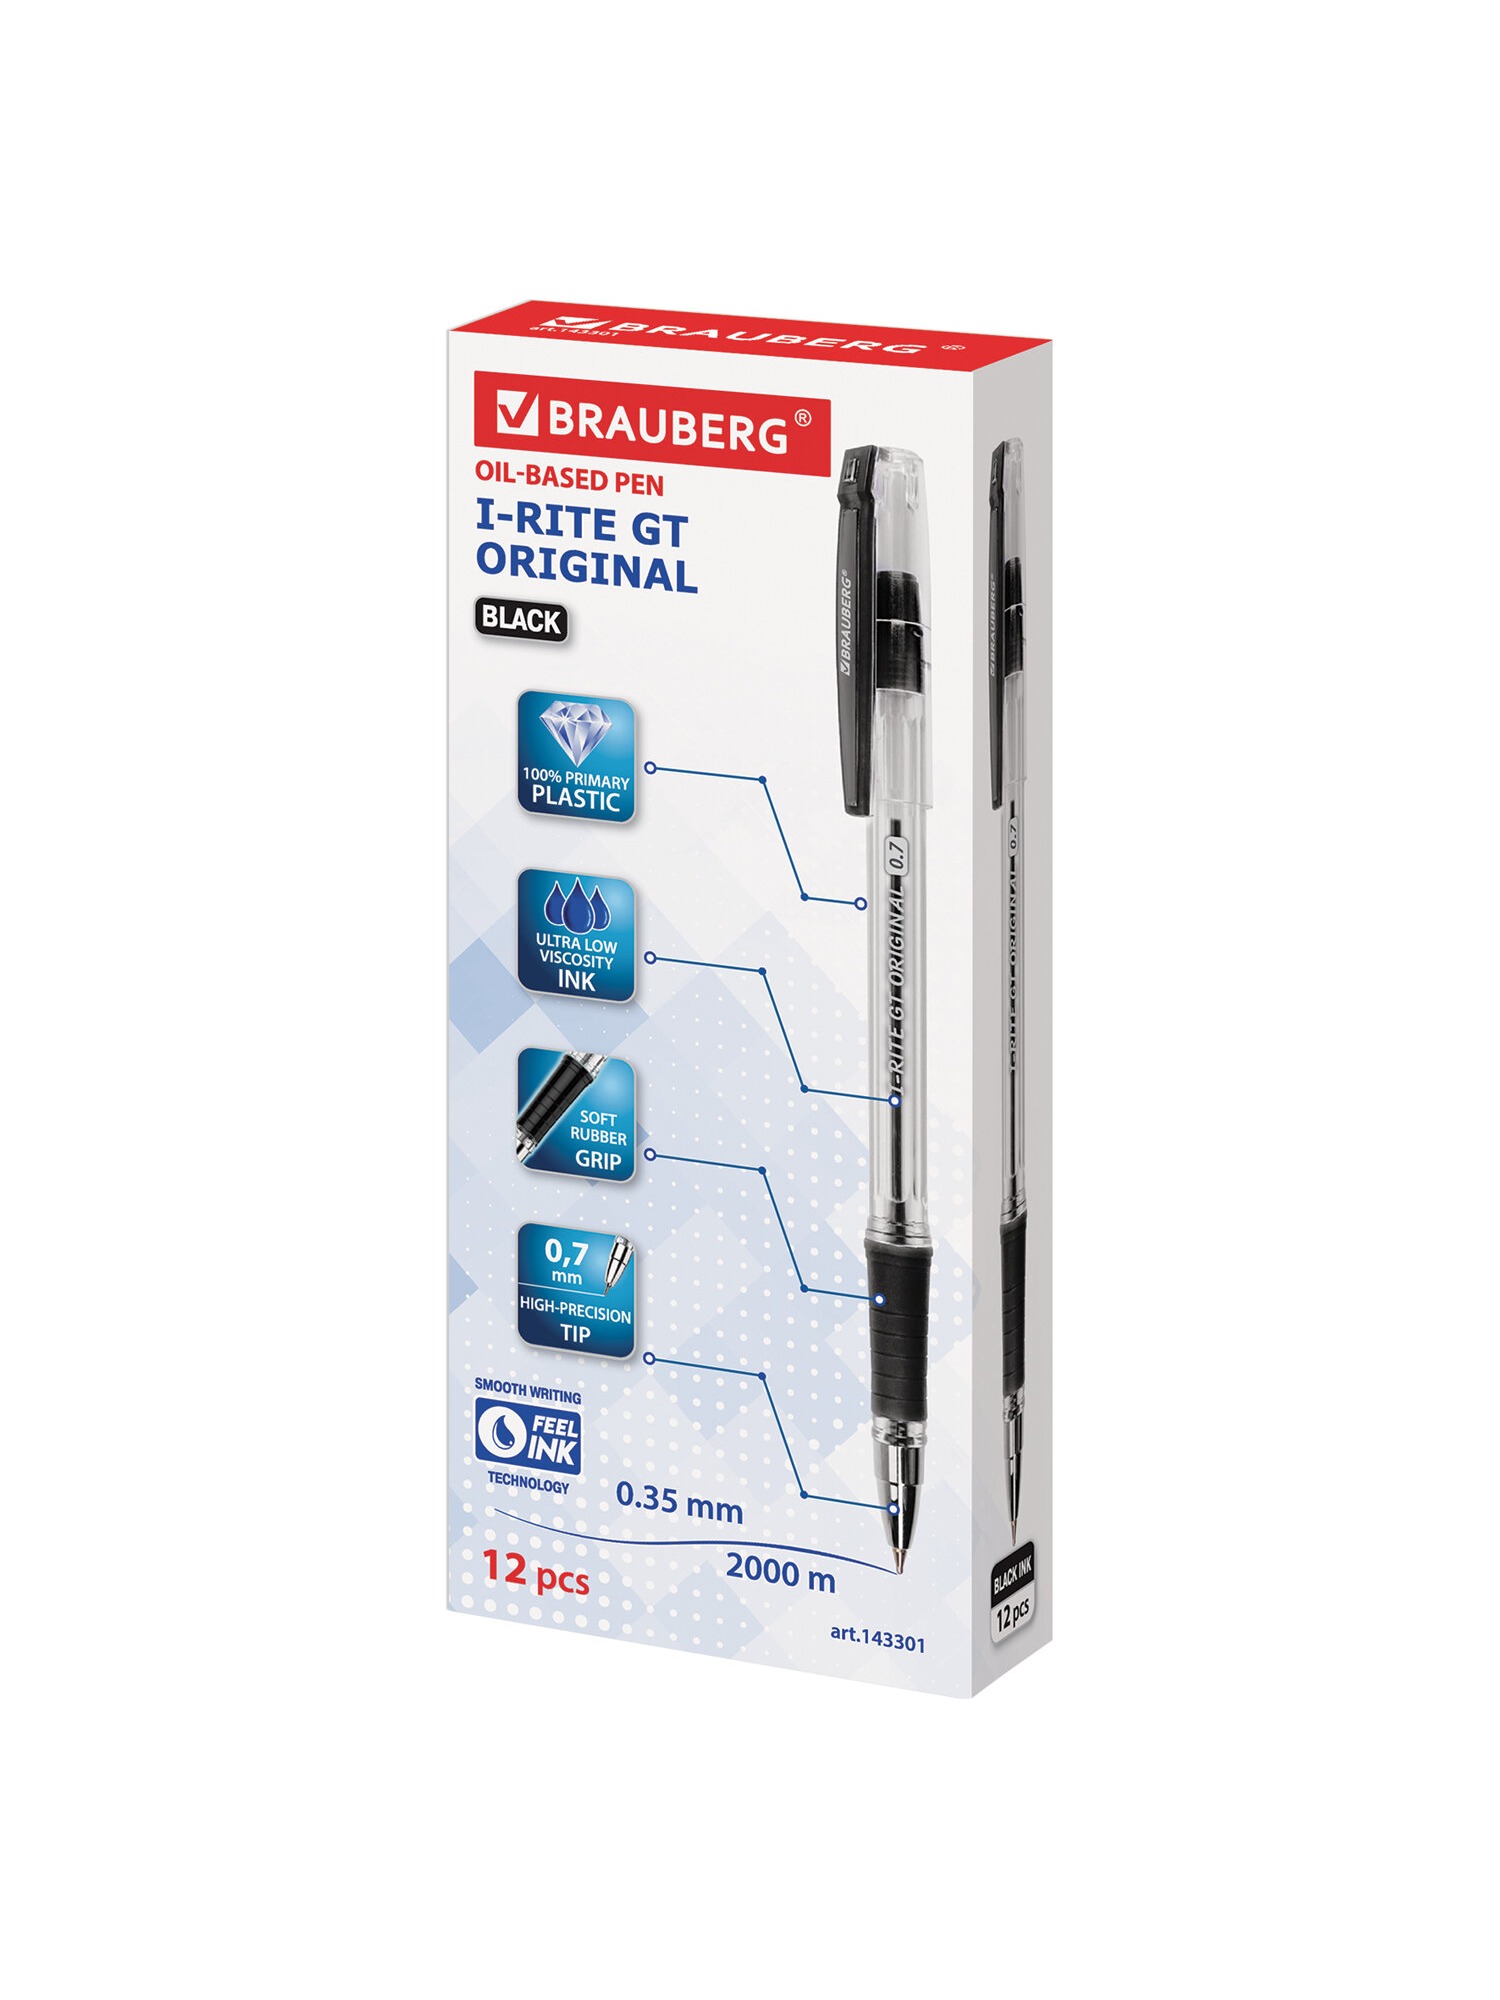 art.143301
BRAUBERG ®
BRAUBERG®
OIL-BASED PEN
I-RITE GT
ORIGINAL
BLACK
BRAUBERG®
BRAUBERG
100% PRIMARY
PLASTIC
I-RITE GT ORIGINAL 0.7
I-RITE GT ORIGINAL 0.7
ULTRA LOW
VISCOSITY
INK
SOFT
RUBBER
GRIP
0,7
mm
HIGH-PRECISION
TIP
SMOOTH WRITING
FEEL
INK
TECHNOLOGY
0.35 mm
2000 m
12 pcs
art.143301
BLACK INK
12 pcs